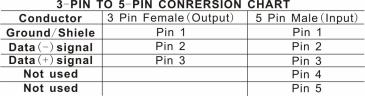 3-PIN TO 5-PIN CONRERSION CHART
Conductor 3 Pin Female(Output) 5 Pin Male(Input)
Ground/Shiele Pin 1 Pin 1
Data(-)signal Pin 2 Pin 2
Data(+)signal Pin 3 Pin 3
Not used Pin 4
Not used Pin 5